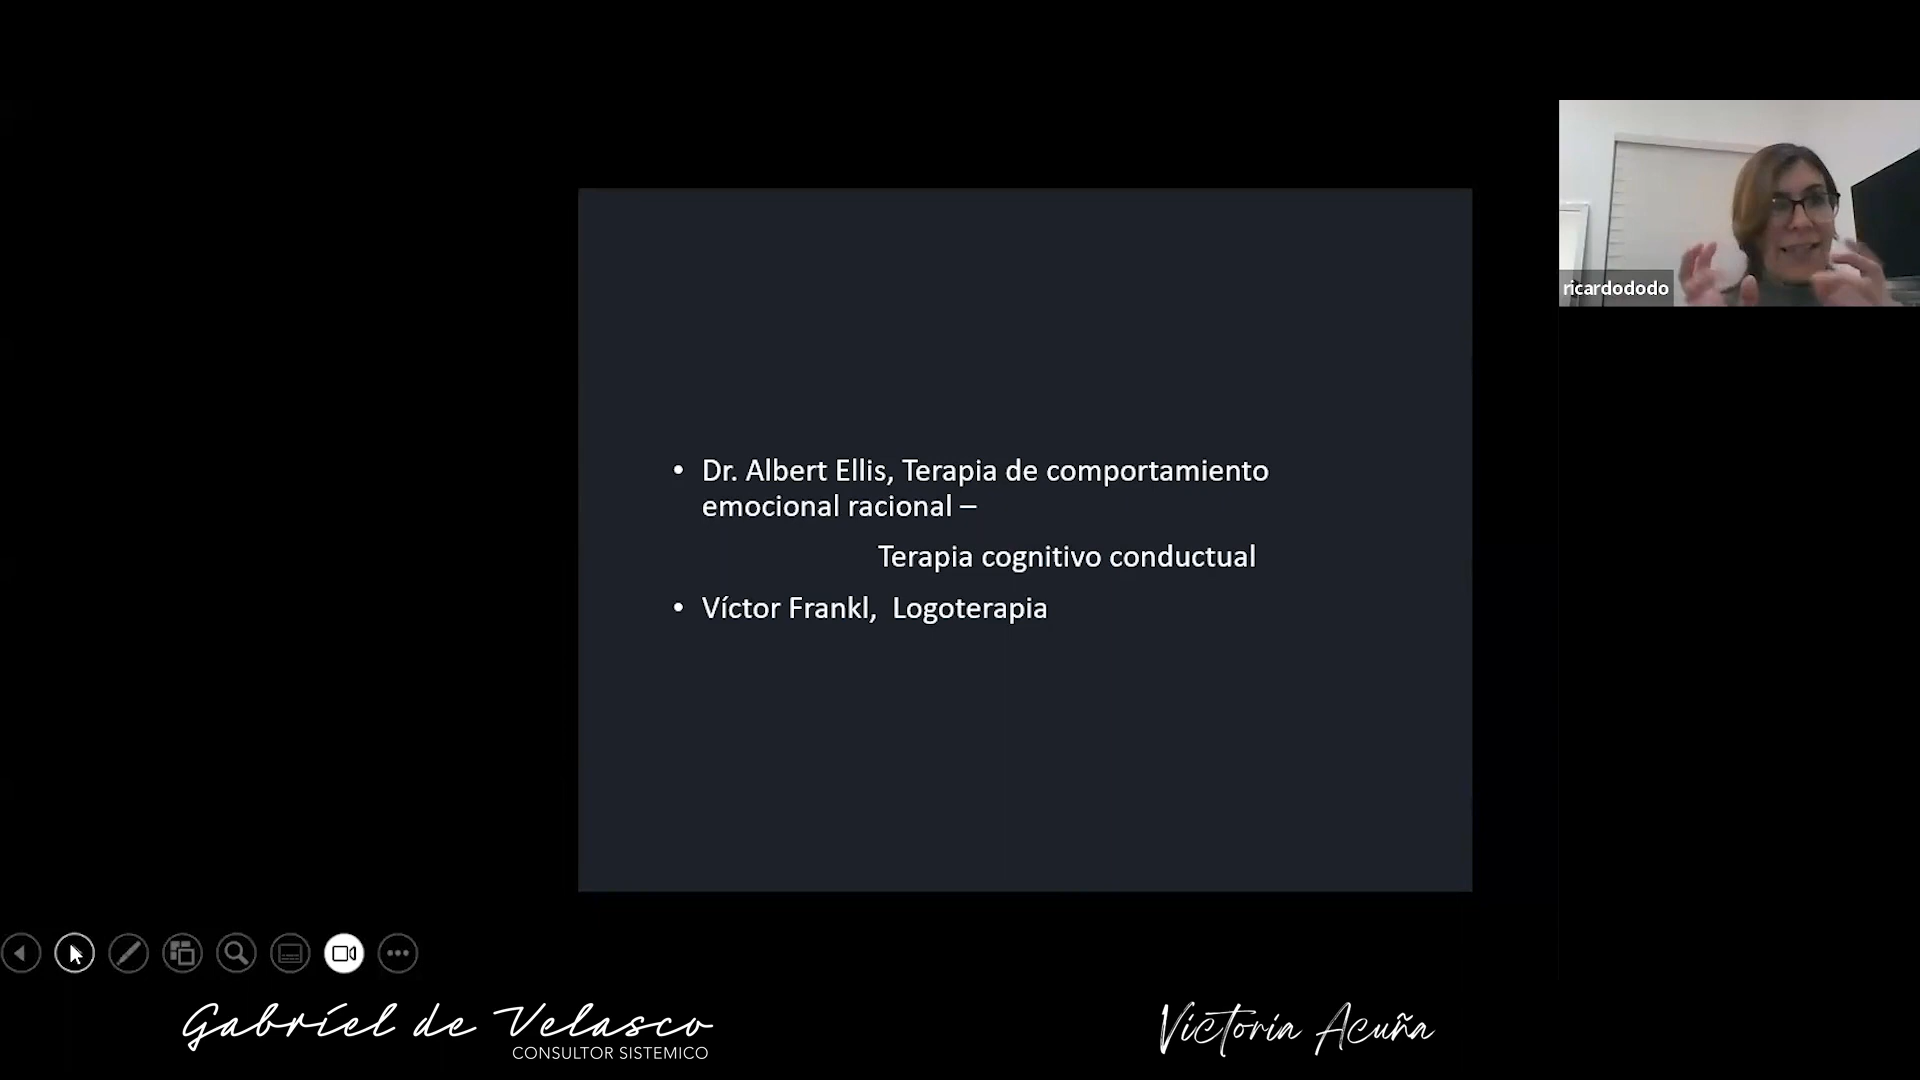 ricardododo
• Dr. Albert Ellis, Terapia de comportamiento
emocional racional –
Terapia cognitivo conductual
• Víctor Frankl, Logoterapia
Gabriel de Velasco
CONSULTOR SISTEMICO
Victoria Acuña